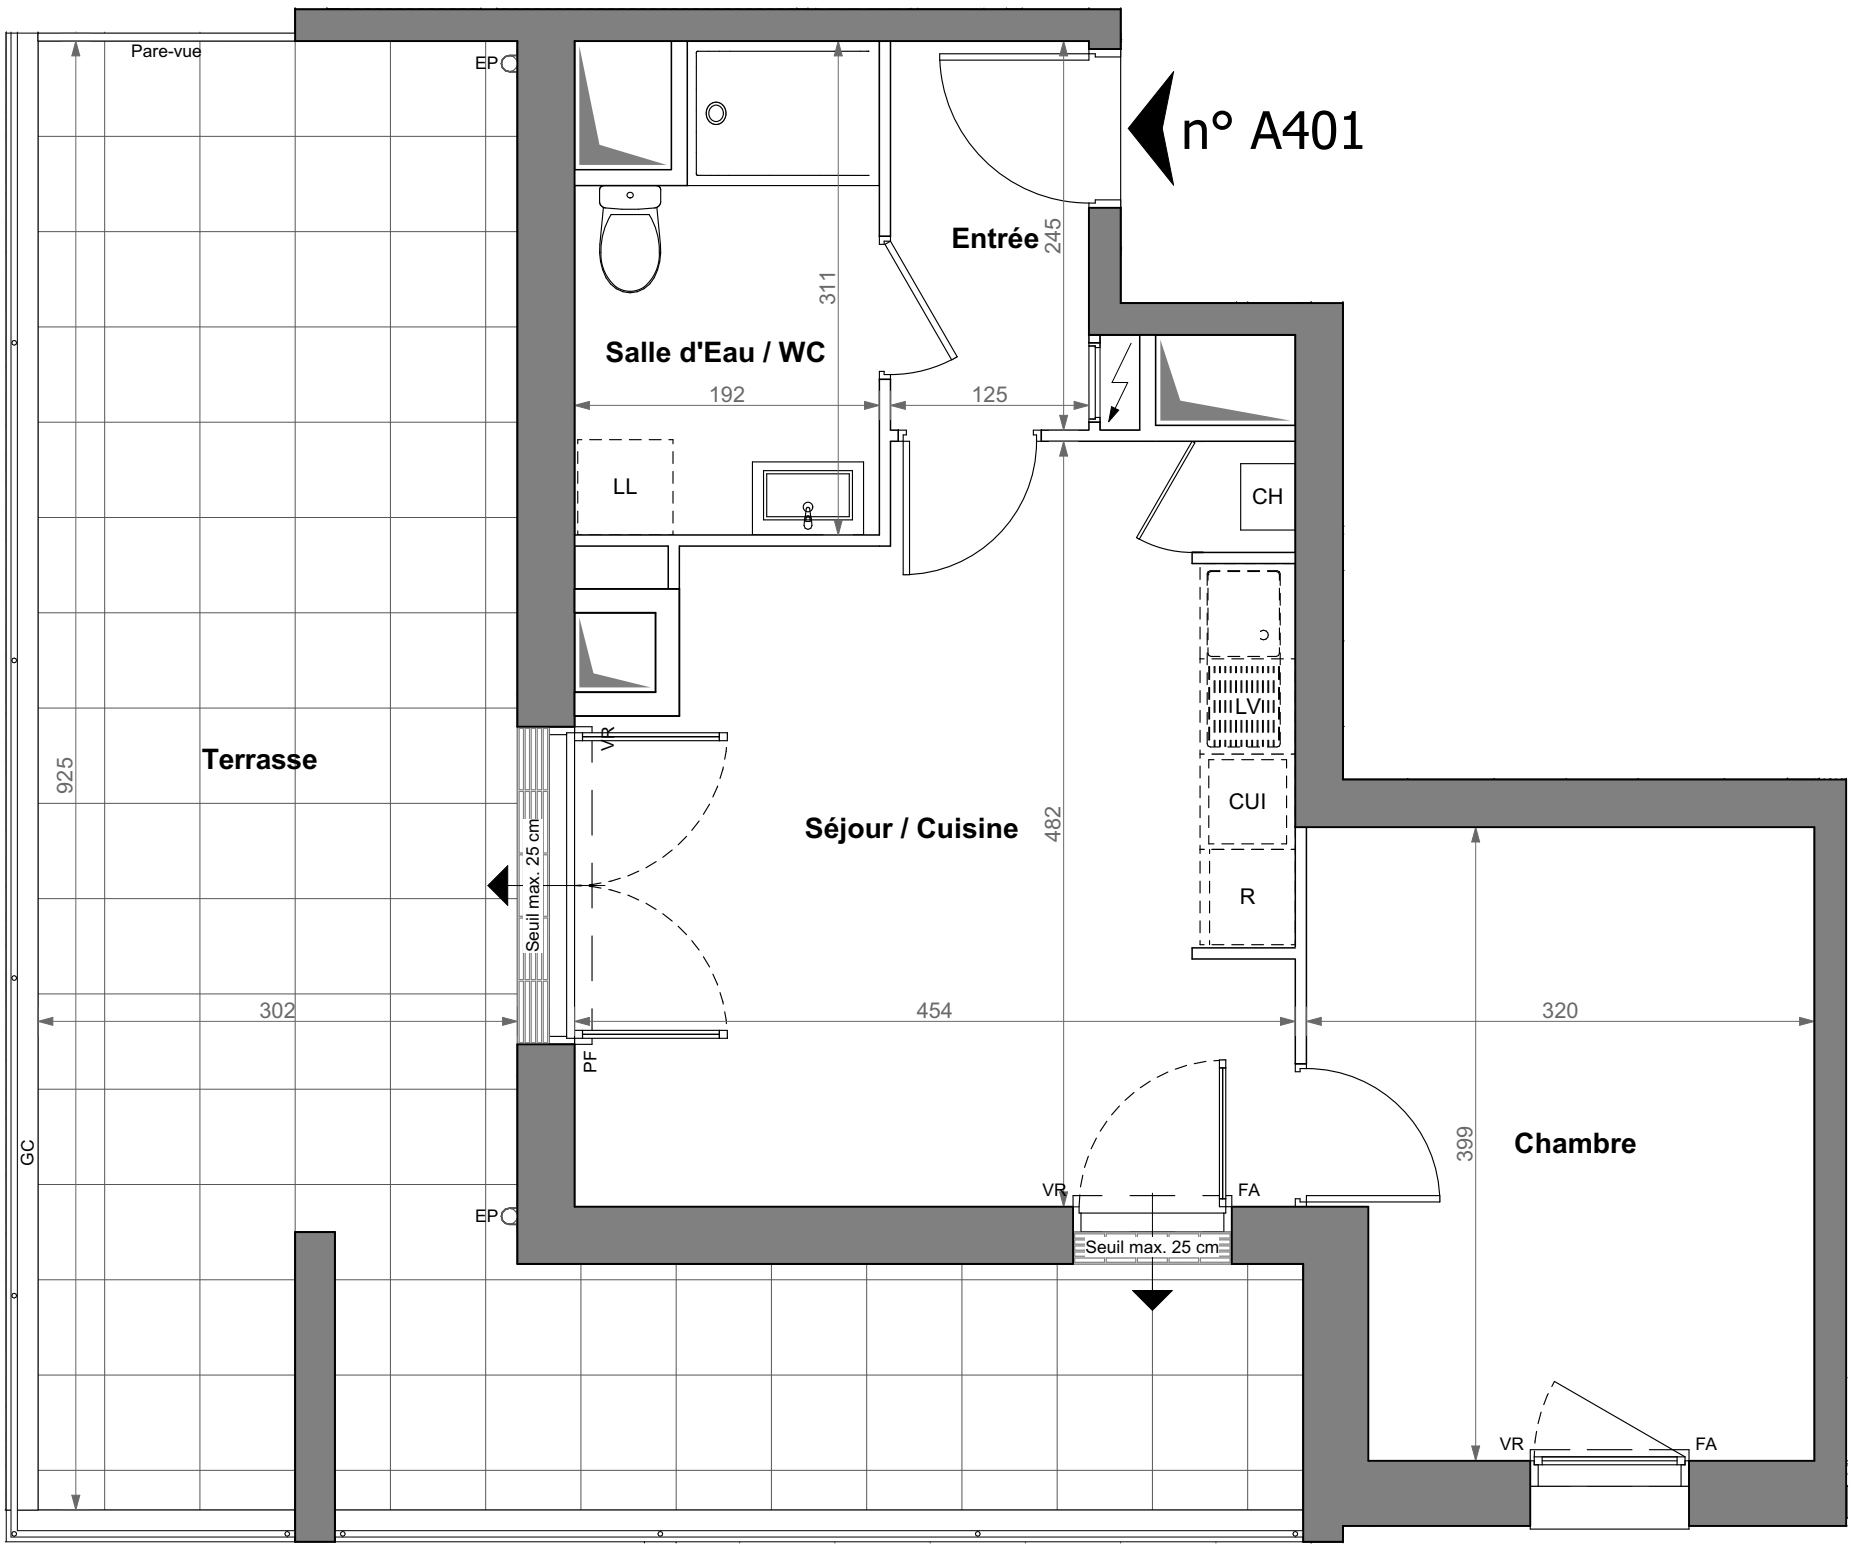 Pare-vue
EP
n° A401
Entrée
245
311
Salle d'Eau / WC
192
125
LL
CH
LV
VR
Terrasse
925
CUI
Séjour / Cuisine
482
Seuil max. 25 cm
R
302
454
320
PF
GC
399
Chambre
VR
FA
EP
Seuil max. 25 cm
VR
FA